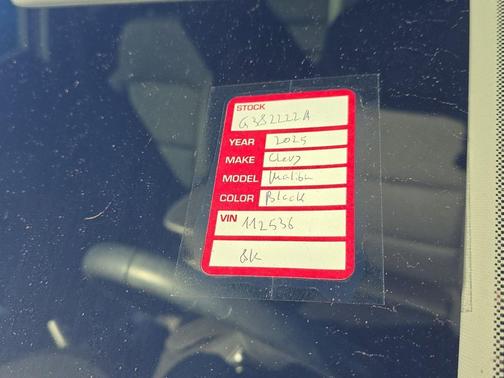 STOCK
G382222A
YEAR 2025
MAKE Chevy
MODEL Malibu
COLOR Black
VIN 112536
8K